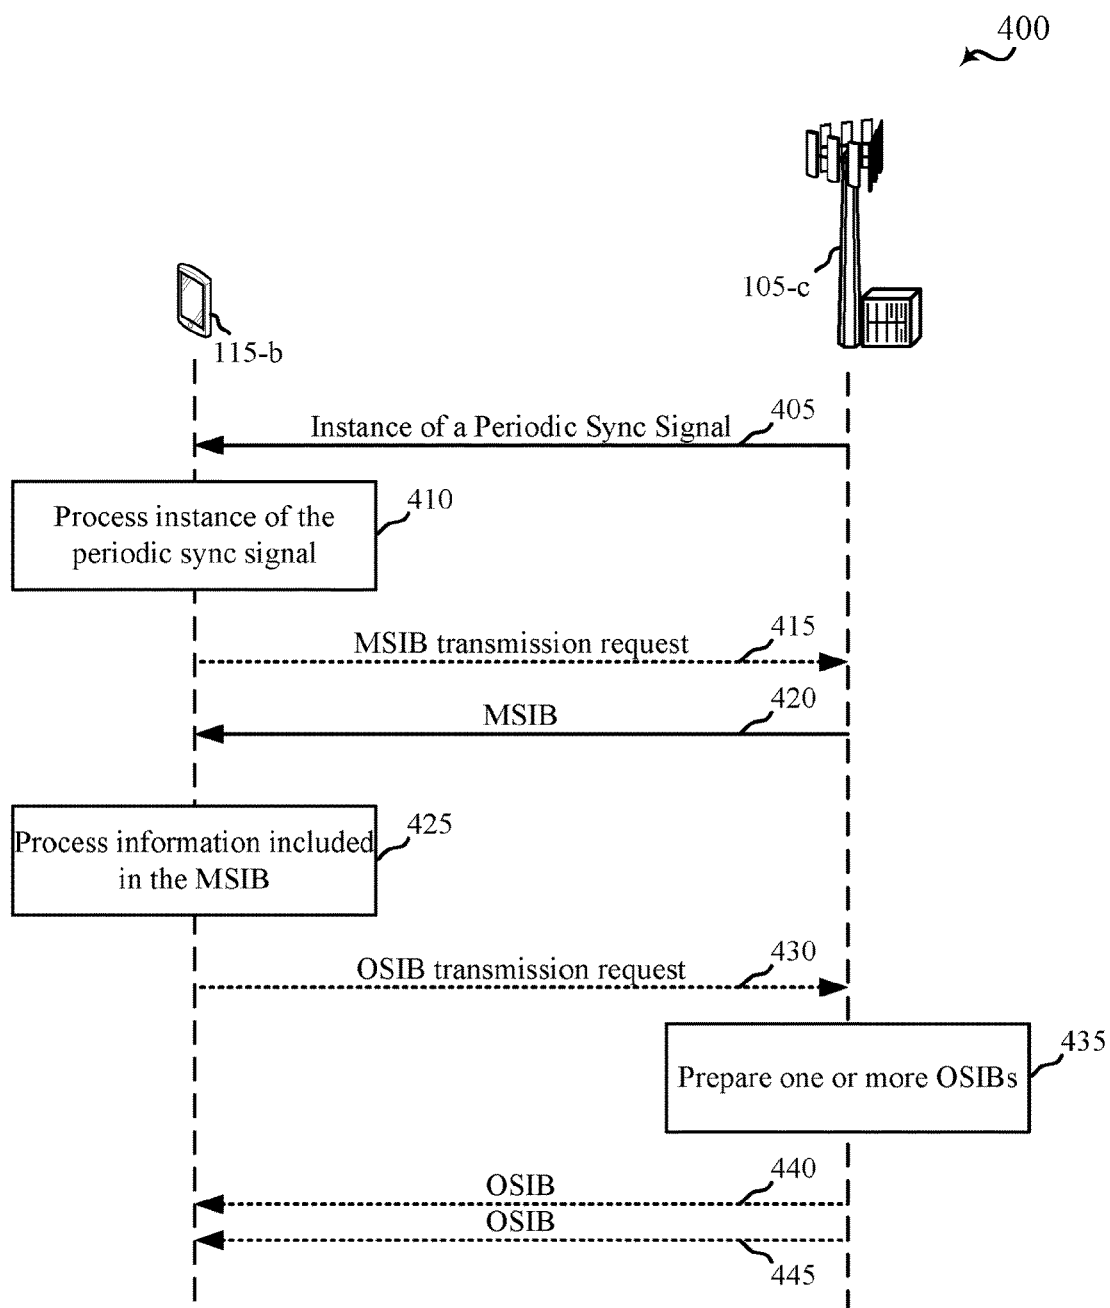 400
105-c
115-b
405
Instance of a Periodic Sync Signal
410
Process instance of the
periodic sync signal
415
MSIB transmission request
420
MSIB
425
Process information included
in the MSIB
430
OSIB transmission request
435
Prepare one or more OSIBs
440
OSIB
OSIB
445